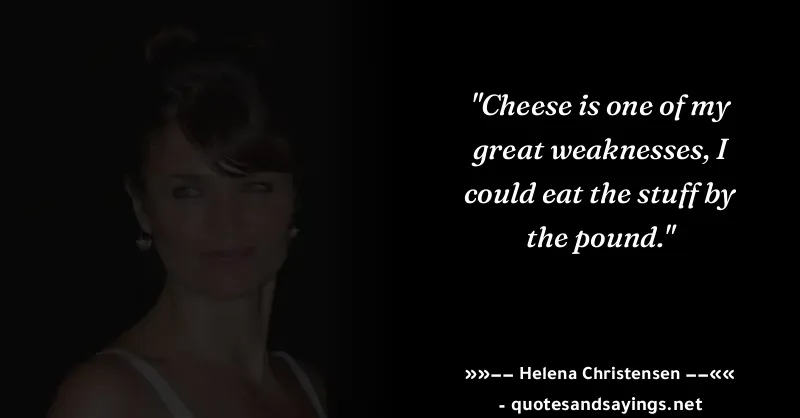 "Cheese is one of my
great weaknesses, I
could eat the stuff by
the pound."
»»–– Helena Christensen ––««
- quotesandsayings.net